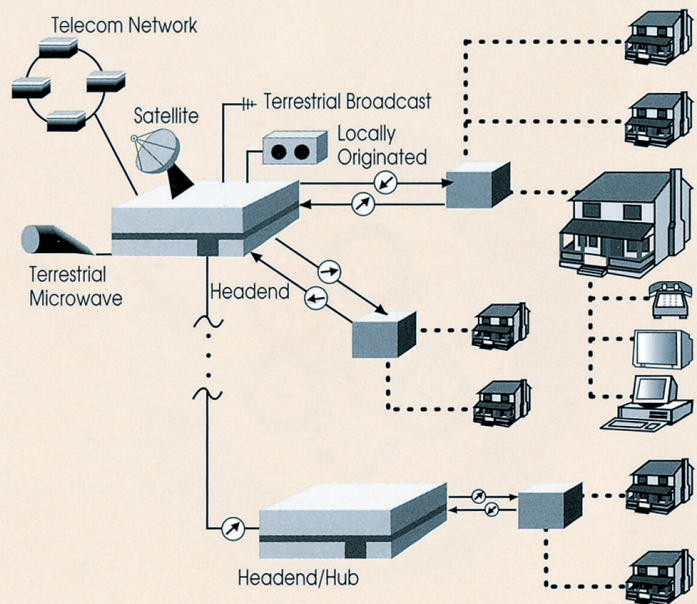 Telecom Network
Satellite
Terrestrial Broadcast
Locally
Originated
Terrestrial
Microwave
Headend
Headend/Hub